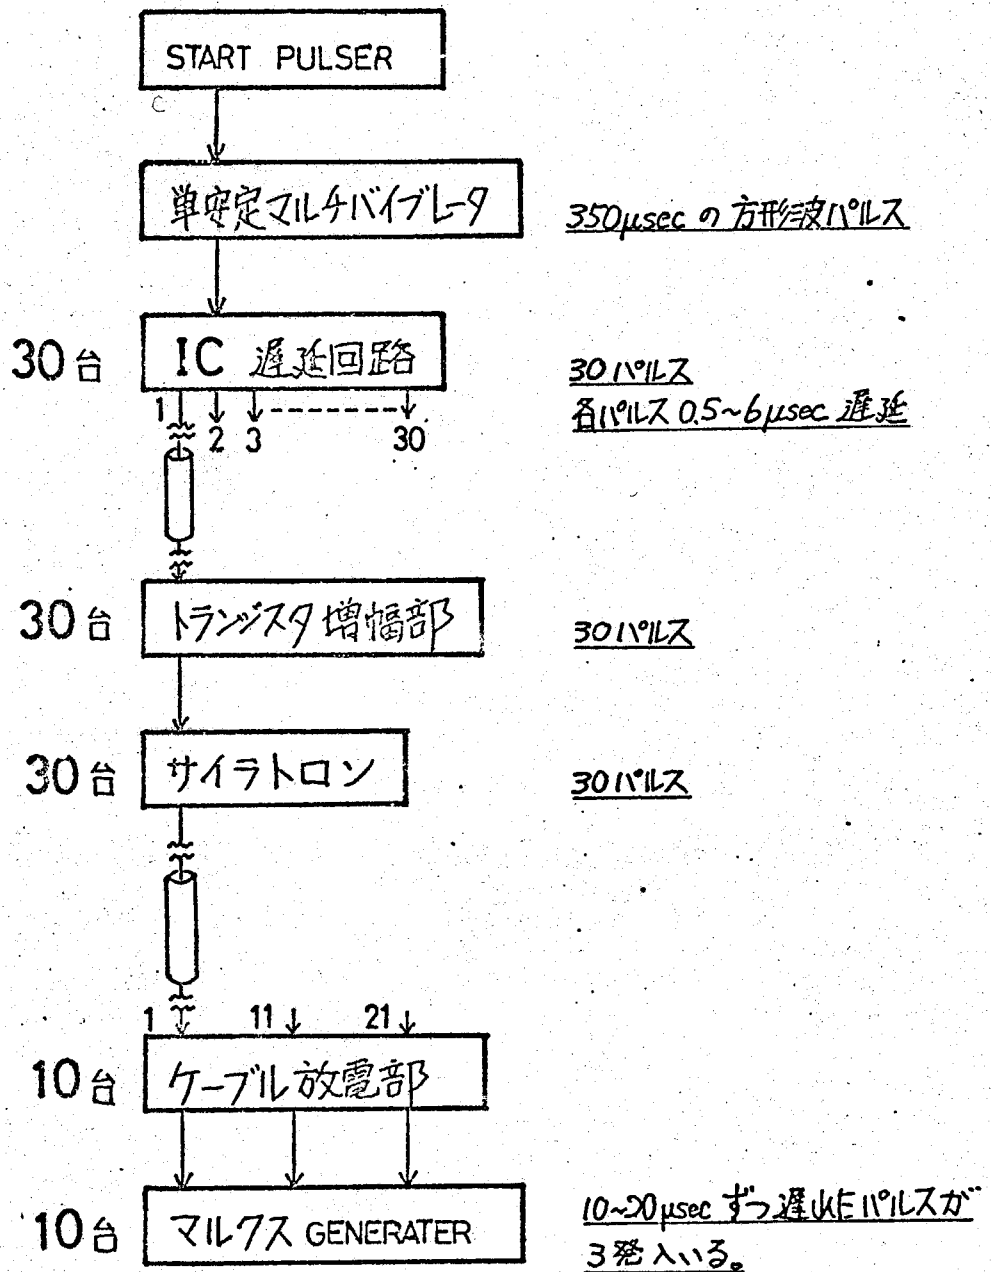 START PULSER
単安定マルチバイブレータ
350μsec の 方形波パルス
30台
IC 遅延回路
30パルス
各パルス 0.5~6μsec 遅延
1
2
3
30
30台
トランジスタ増幅部
30パルス
30台
サイラトロン
30パルス
1
11
21
10台
ケーブル放電部
10台
マルクス GENERATER
10~20μsec ずつ遅れたパルスが
3発入いる。